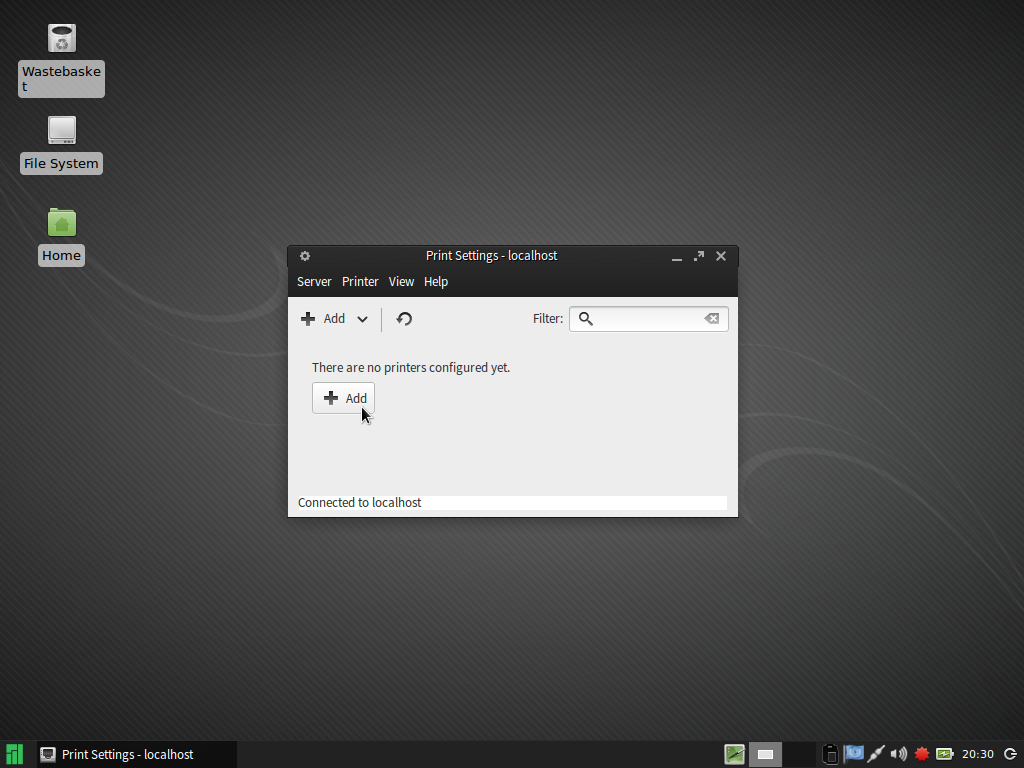 Wastebaske
t
File System
Home
Print Settings - localhost
Server Printer View Help
Add Filter:
There are no printers configured yet.
Add
Connected to localhost
Print Settings - localhost 20:30